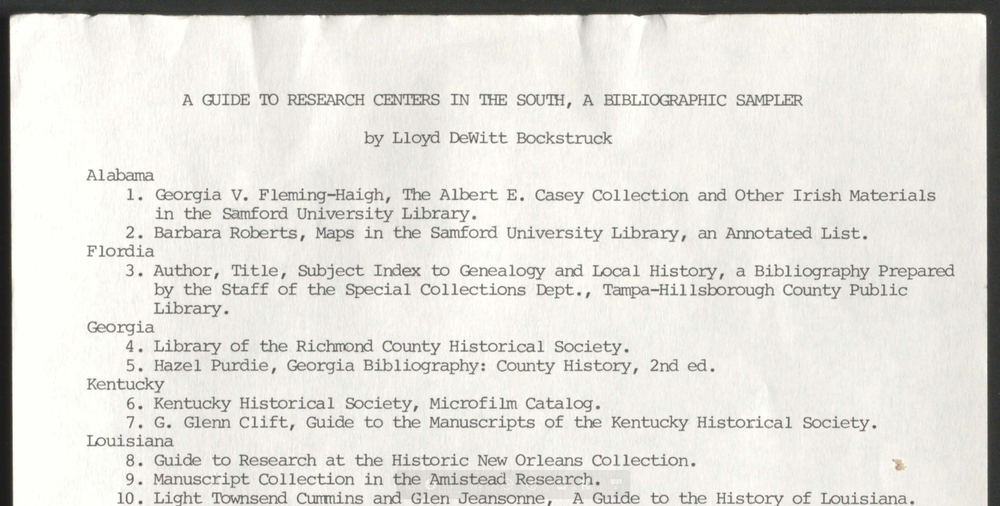 A GUIDE TO RESEARCH CENTERS IN THE SOUTH, A BIBLIOGRAPHIC SAMPLER
by Lloyd DeWitt Bockstruck
Alabama
1. Georgia V. Fleming-Haigh, The Albert E. Casey Collection and Other Irish Materials
in the Samford University Library.
2. Barbara Roberts, Maps in the Samford University Library, an Annotated List.
Flordia
3. Author, Title, Subject Index to Genealogy and Local History, a Bibliography Prepared
by the Staff of the Special Collections Dept., Tampa-Hillsborough County Public
Library.
Georgia
4. Library of the Richmond County Historical Society.
5. Hazel Purdie, Georgia Bibliography: County History, 2nd ed.
Kentucky
6. Kentucky Historical Society, Microfilm Catalog.
7. G. Glenn Clift, Guide to the Manuscripts of the Kentucky Historical Society.
Louisiana
8. Guide to Research at the Historic New Orleans Collection.
9. Manuscript Collection in the Amistead Research.
10. Light Townsend Cummins and Glen Jeansonne, A Guide to the History of Louisiana.